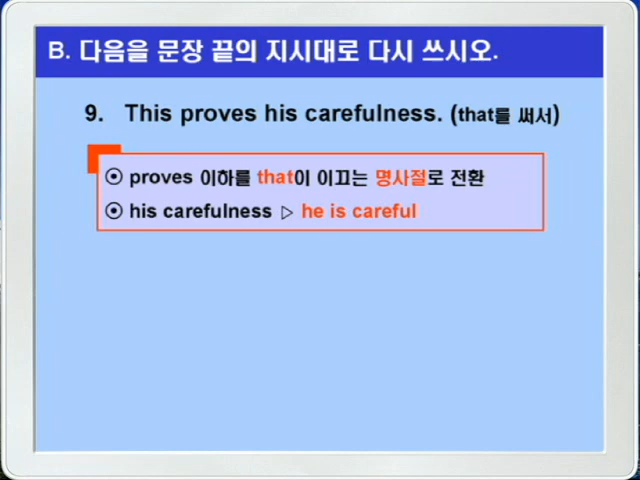 B. 다음을 문장 끝의 지시대로 다시 쓰시오.
9. This proves his carefulness. (that를 써서)
⊙ proves 이하를 that이 이끄는 명사절로 전환
⊙ his carefulness ▷ he is careful